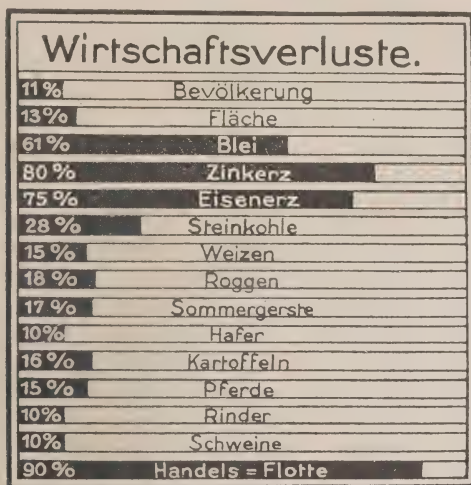 Wirtschaftsverluste.
11% Bevölkerung
13% Fläche
61% Blei
80% Zinkerz
75% Eisenerz
28% Steinkohle
15% Weizen
18% Roggen
17% Sommergerste
10% Hafer
16% Kartoffeln
15% Pferde
10% Rinder
10% Schweine
90% Handels=Flotte